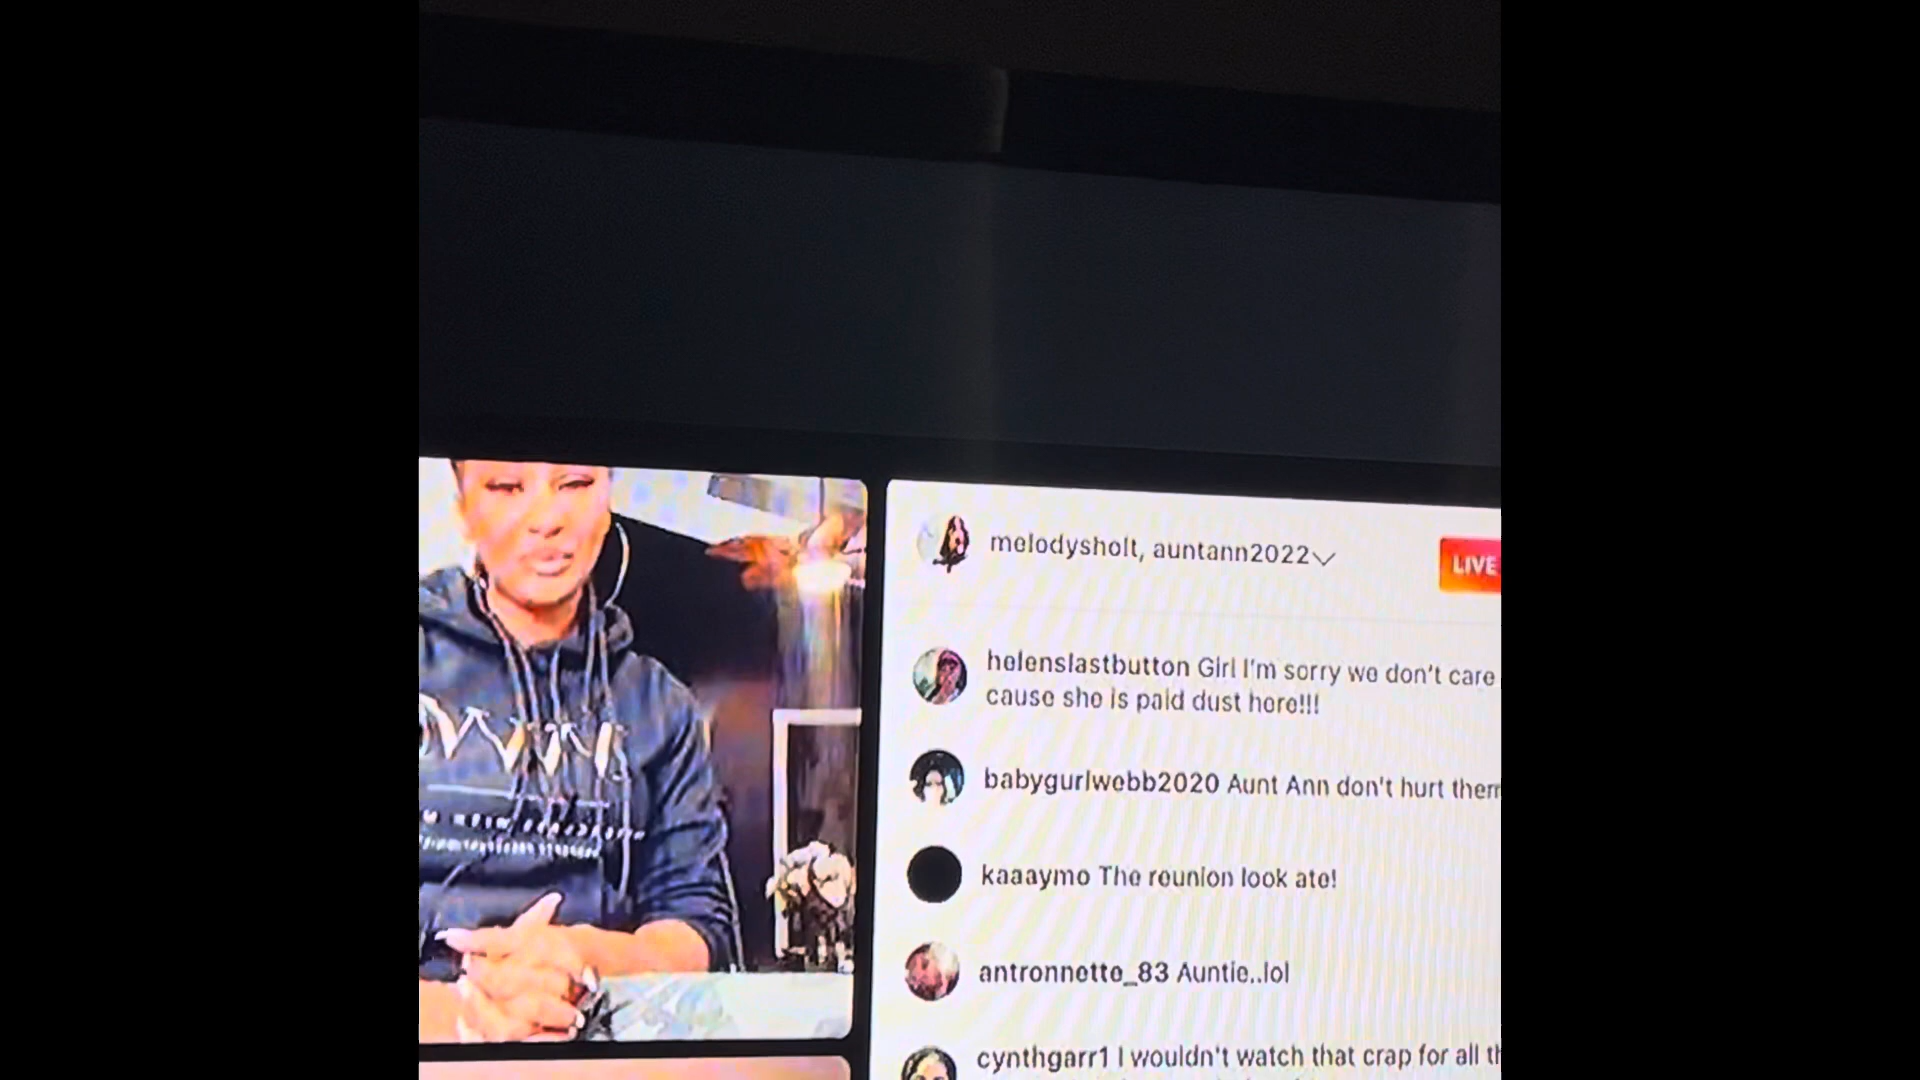 melodysholt, auntann2022
LIVE
helenslastbutton Girl I'm sorry we don't care
cause she is paid dust here!!!
babygurlwebb2020 Aunt Ann don't hurt them
kaaaymo The reunion look ate!
antronnette_83 Auntie..lol
cynthgarr1 I wouldn't watch that crap for all